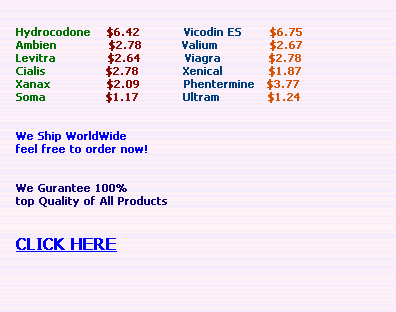 Hydrocodone $6.42 Vicodin ES $6.75
Ambien $2.78 Valium $2.67
Levitra $2.64 Viagra $2.78
Cialis $2.78 Xenical $1.87
Xanax $2.09 Phentermine $3.77
Soma $1.17 Ultram $1.24
We Ship WorldWide
feel free to order now!
We Gurantee 100%
top Quality of All Products
CLICK HERE